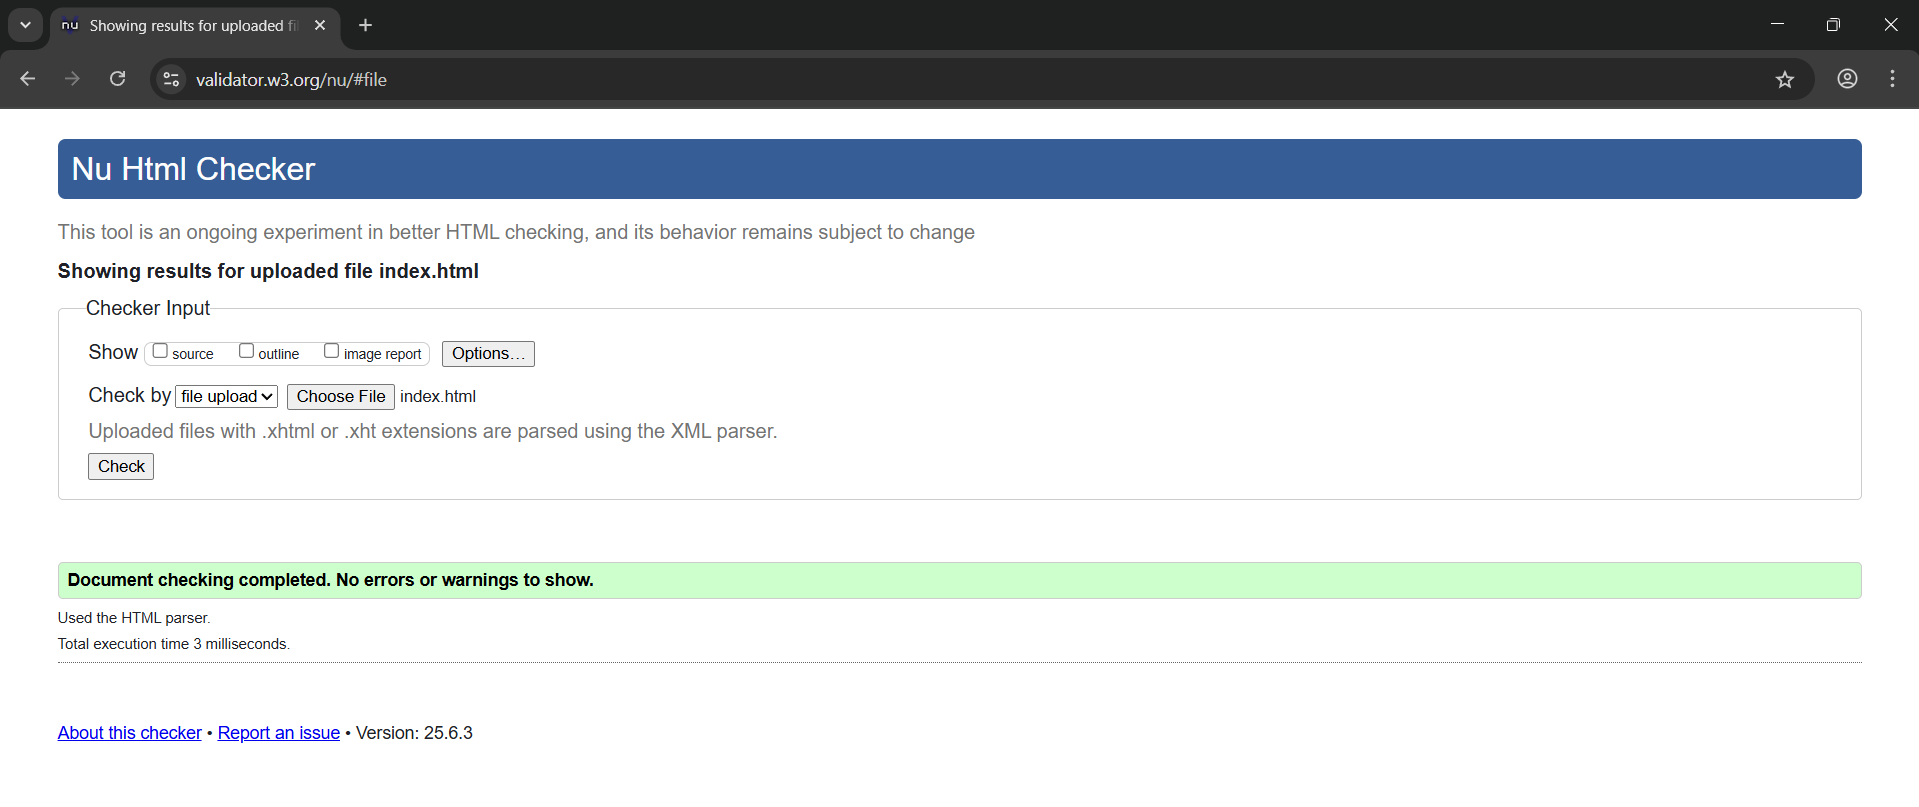 nu Showing results for uploaded fi
validator.w3.org/nu/#file
Nu Html Checker
This tool is an ongoing experiment in better HTML checking, and its behavior remains subject to change
Showing results for uploaded file index.html
Checker Input
Show source outline image report Options...
Check by file upload Choose File index.html
Uploaded files with .xhtml or .xht extensions are parsed using the XML parser.
Check
Document checking completed. No errors or warnings to show.
Used the HTML parser.
Total execution time 3 milliseconds.
About this checker • Report an issue • Version: 25.6.3